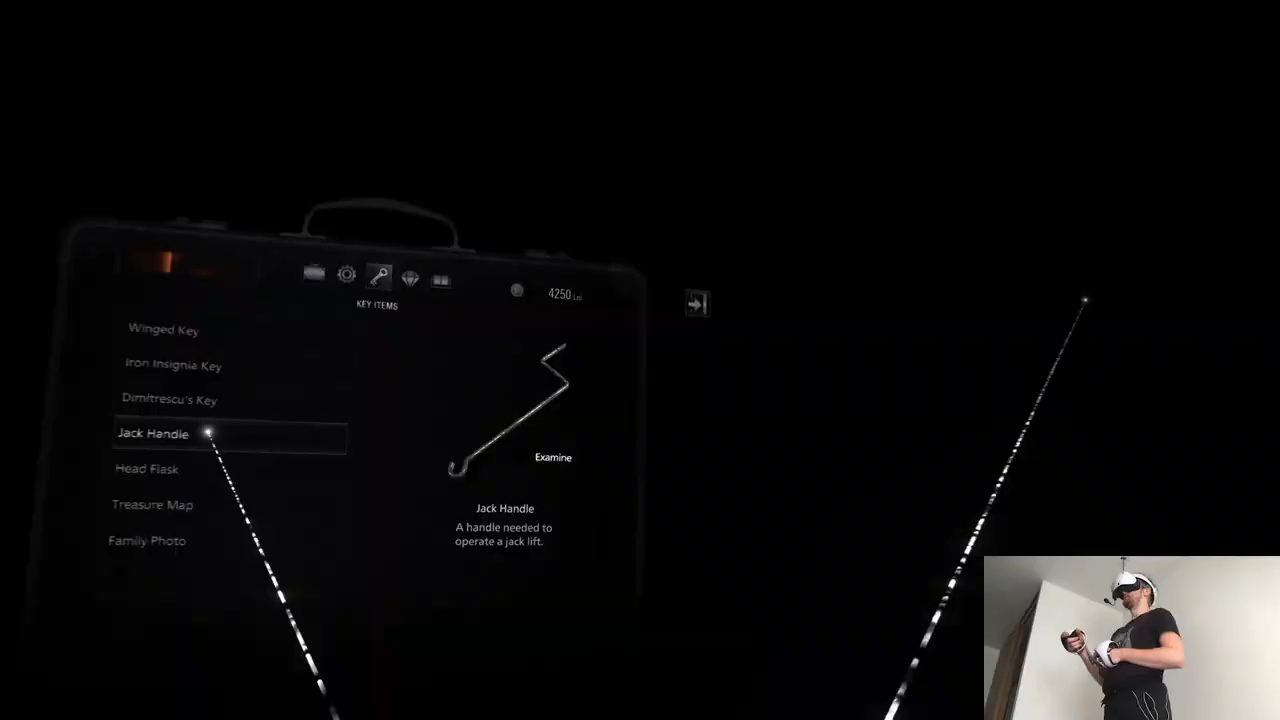 KEY ITEMS
4250 Lei
Winged Key
Iron Insignia Key
Dimitrescu's Key
Jack Handle
Head Flask
Treasure Map
Family Photo
Examine
Jack Handle
A handle needed to
operate a jack lift.